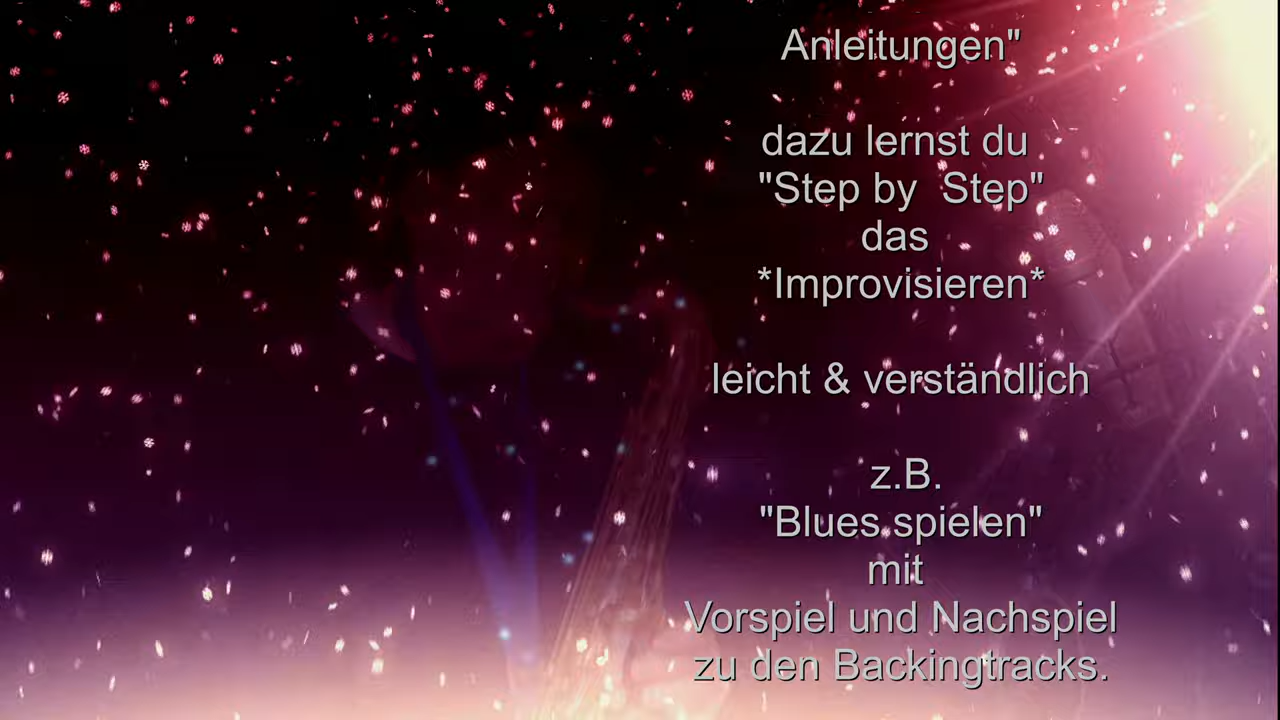 Anleitungen"
dazu lernst du
"Step by  Step"
das
*Improvisieren*
leicht & verständlich
z.B.
"Blues spielen"
mit
Vorspiel und Nachspiel
zu den Backingtracks.